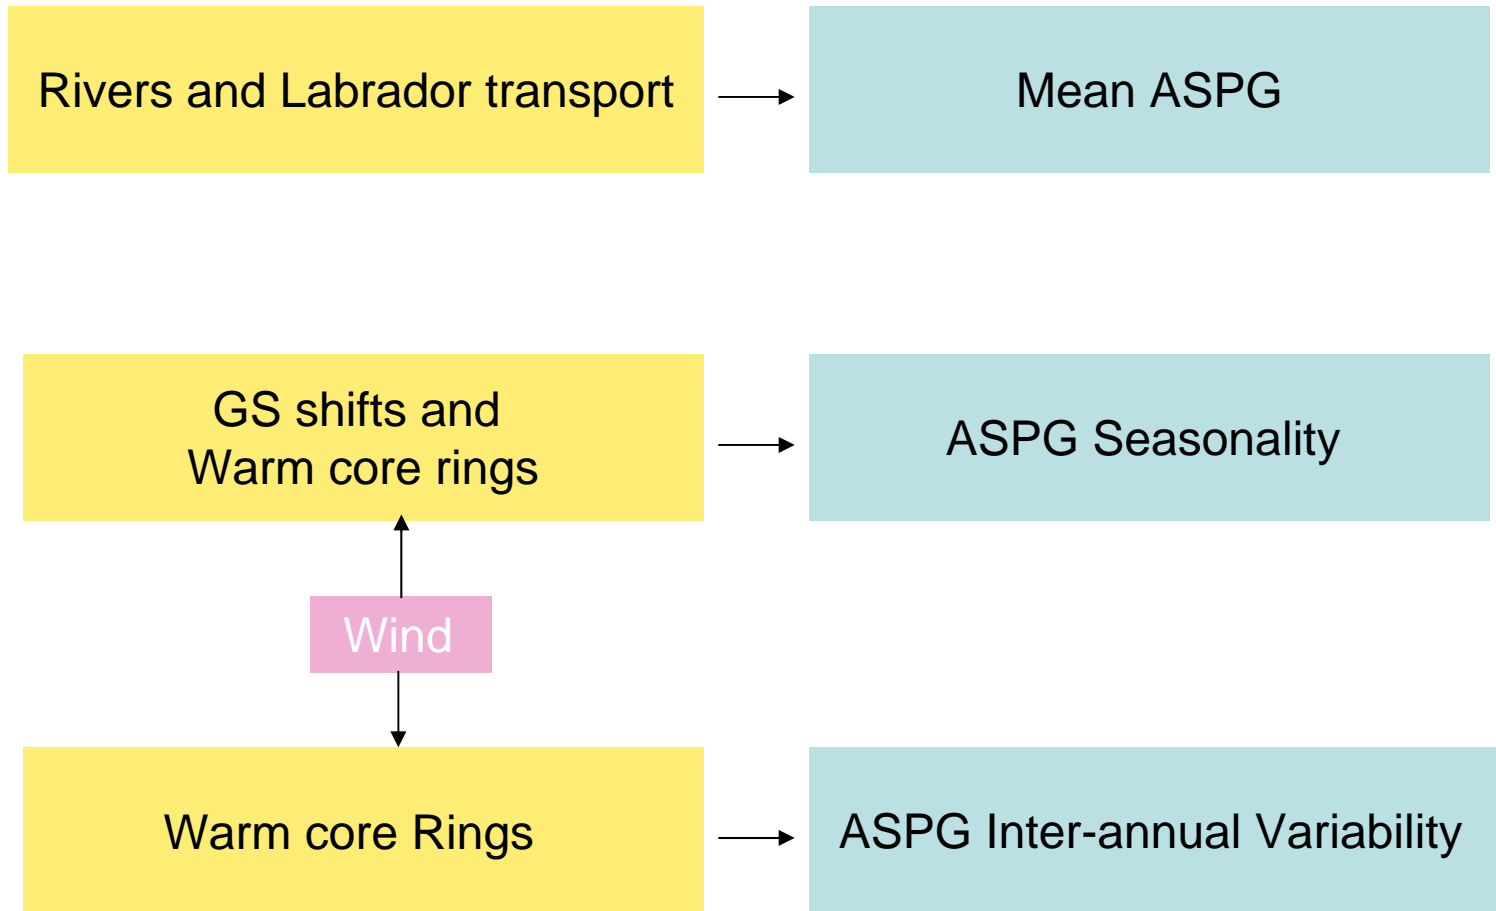 Rivers and Labrador transport
Mean ASPG
GS shifts and
Warm core rings
ASPG Seasonality
Wind
Warm core Rings
ASPG Inter-annual Variability